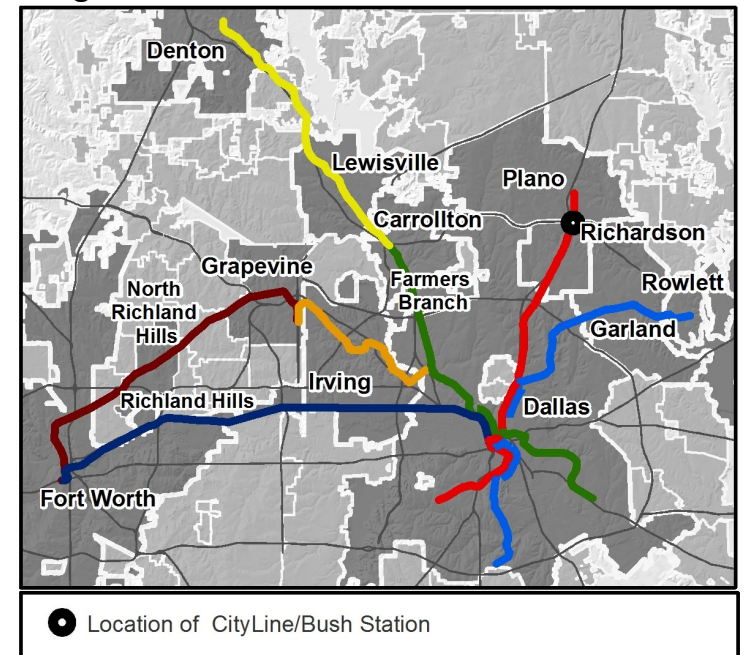 Denton
Lewisville
Plano
Carrollton
Richardson
Grapevine
Farmers
Branch
Rowlett
North
Richland
Hills
Garland
Irving
Richland Hills
Dallas
Fort Worth
Location of CityLine/Bush Station